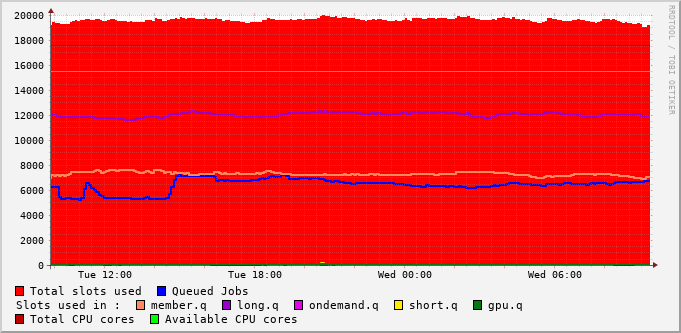 RRDTOOL / TOBI OETIKER
20000
18000
16000
14000
12000
10000
8000
6000
4000
2000
0
Tue 12:00 Tue 18:00 Wed 00:00 Wed 06:00
Total slots used Queued Jobs
Slots used in : member.q long.q ondemand.q short.q gpu.q
Total CPU cores Available CPU cores